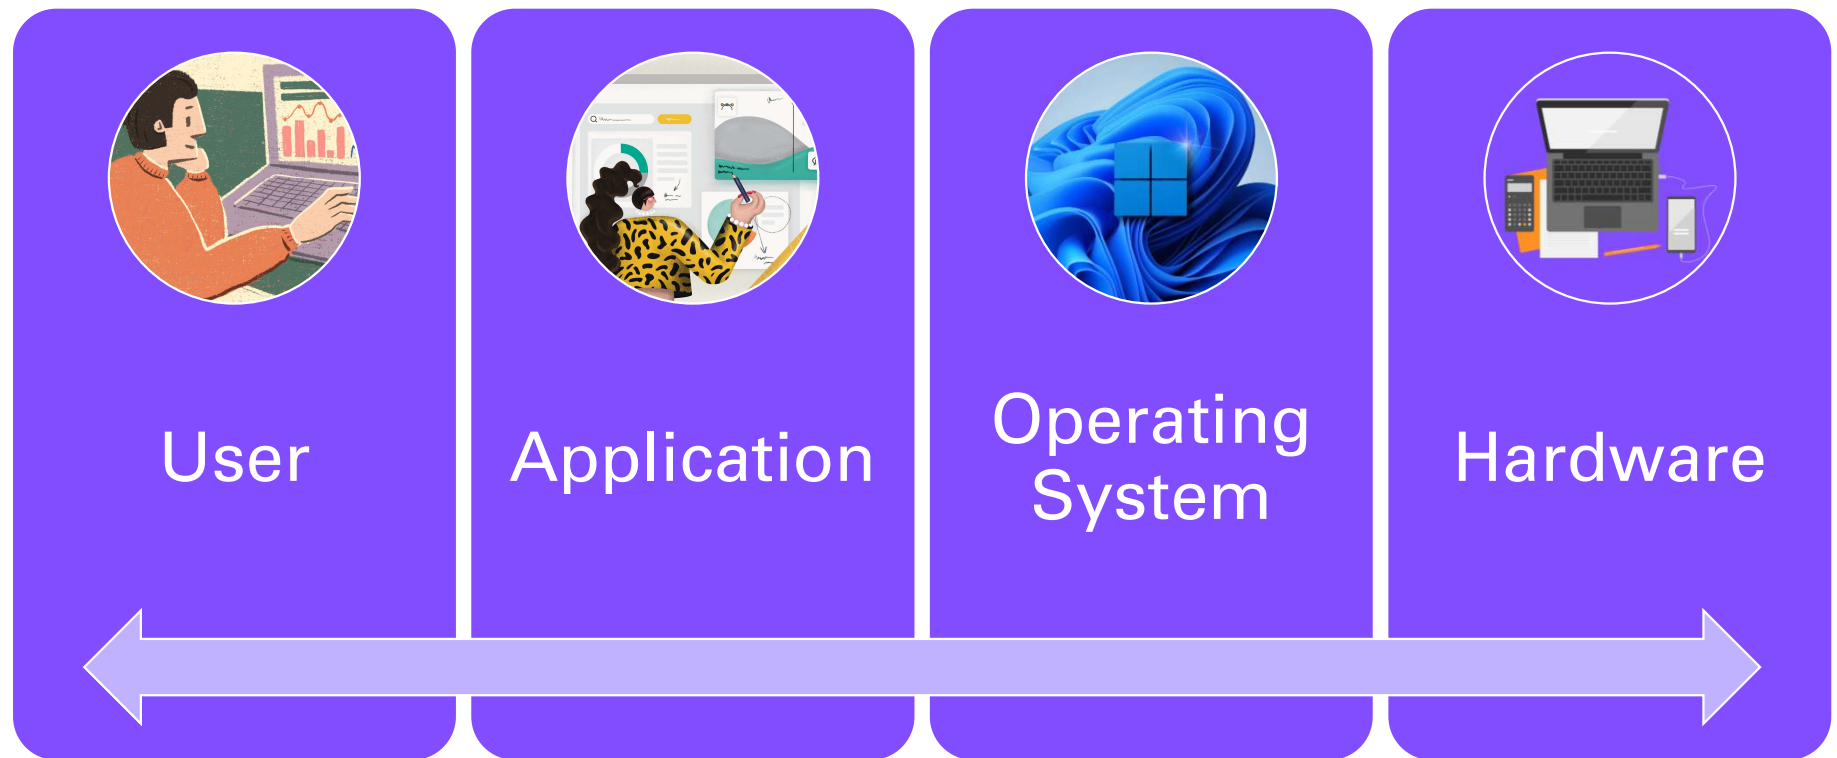 User
Application
Operating
System
Hardware